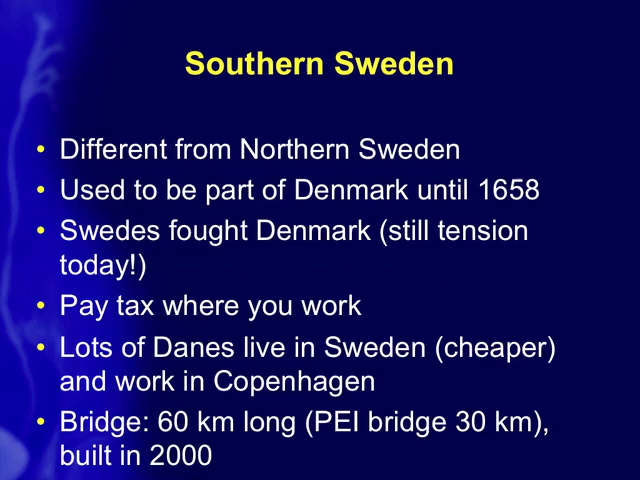 Southern Sweden
• Different from Northern Sweden
• Used to be part of Denmark until 1658
• Swedes fought Denmark (still tension
today!)
• Pay tax where you work
• Lots of Danes live in Sweden (cheaper)
and work in Copenhagen
• Bridge: 60 km long (PEI bridge 30 km),
built in 2000